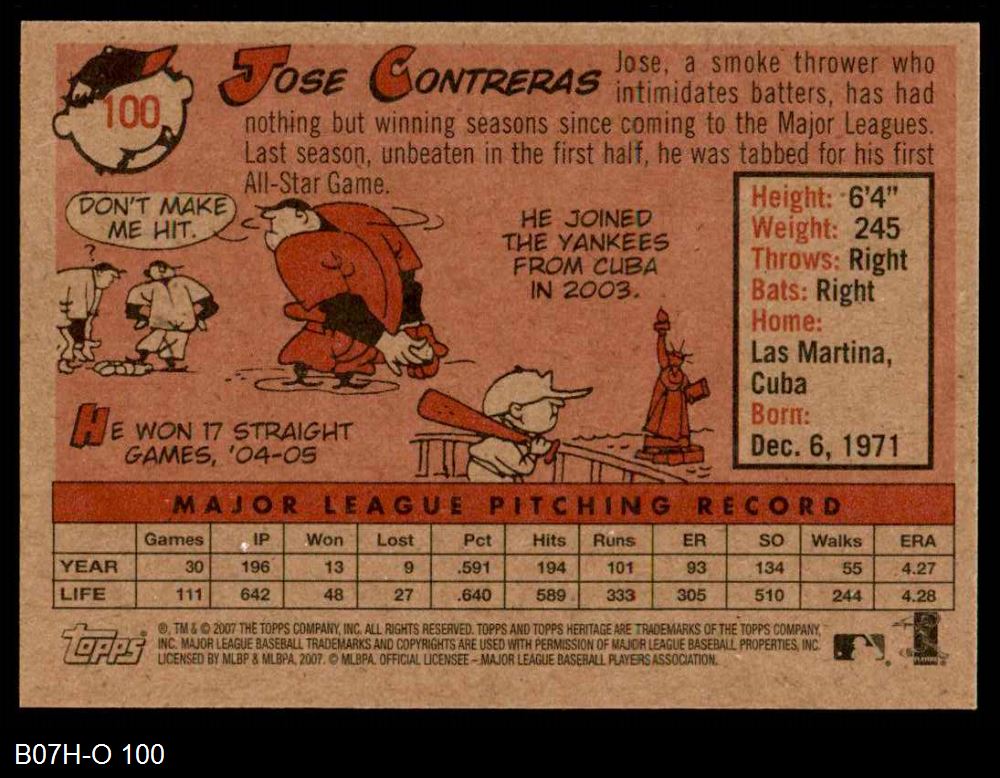 100
JOSE CONTRERAS
Jose, a smoke thrower who
intimidates batters, has had
nothing but winning seasons since coming to the Major Leagues.
Last season, unbeaten in the first half, he was tabbed for his first
All-Star Game.
DON'T MAKE
ME HIT.
?
HE JOINED
THE YANKEES
FROM CUBA
IN 2003.
HE WON 17 STRAIGHT
GAMES, '04-05
Height: 6'4"
Weight: 245
Throws: Right
Bats: Right
Home:
Las Martina,
Cuba
Born:
Dec. 6, 1971
MAJOR LEAGUE PITCHING RECORD
Games IP Won Lost Pct Hits Runs ER SO Walks ERA
YEAR 30 196 13 9 .591 194 101 93 134 55 4.27
LIFE 111 642 48 27 .640 589 333 305 510 244 4.28
Topps
®, TM & © 2007 THE TOPPS COMPANY, INC. ALL RIGHTS RESERVED. TOPPS AND TOPPS HERITAGE ARE TRADEMARKS OF THE TOPPS COMPANY,
INC. MAJOR LEAGUE BASEBALL TRADEMARKS AND COPYRIGHTS ARE USED WITH PERMISSION OF MAJOR LEAGUE BASEBALL PROPERTIES, INC.
LICENSED BY MLBP & MLBPA, 2007. © MLBPA. OFFICIAL LICENSEE – MAJOR LEAGUE BASEBALL PLAYERS ASSOCIATION.
B07H-O 100